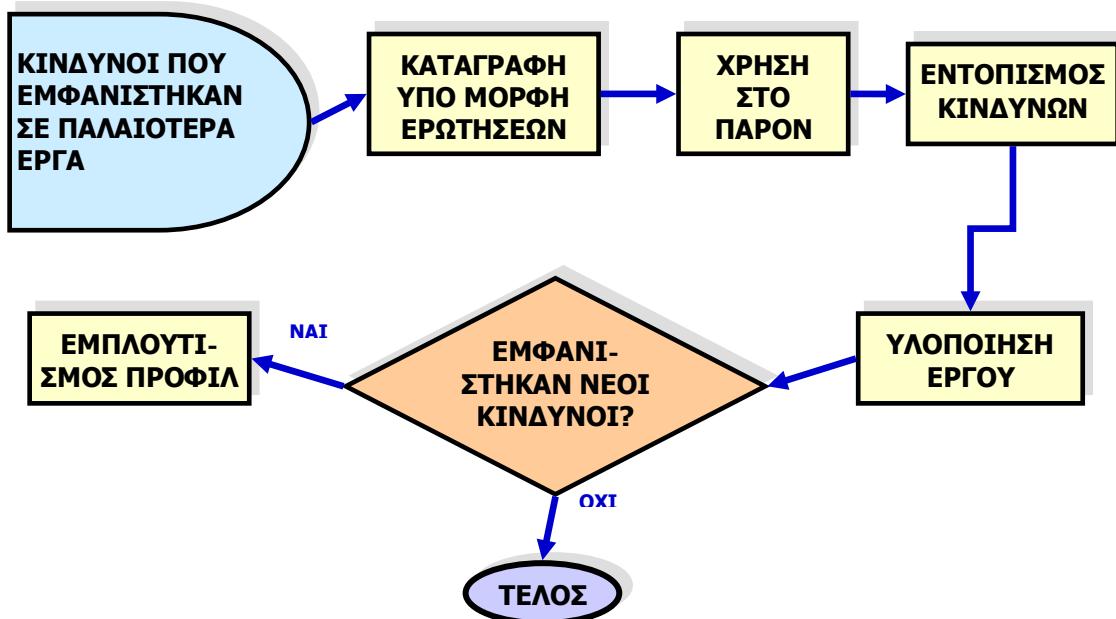 ΚΙΝΔΥΝΟΙ ΠΟΥ
ΕΜΦΑΝΙΣΤΗΚΑΝ
ΣΕ ΠΑΛΑΙΟΤΕΡΑ
ΕΡΓΑ
ΚΑΤΑΓΡΑΦΗ
ΥΠΟ ΜΟΡΦΗ
ΕΡΩΤΗΣΕΩΝ
ΧΡΗΣΗ
ΣΤΟ
ΠΑΡΟΝ
ΕΝΤΟΠΙΣΜΟΣ
ΚΙΝΔΥΝΩΝ
ΥΛΟΠΟΙΗΣΗ
ΕΡΓΟΥ
ΕΜΦΑΝΙ-
ΣΤΗΚΑΝ ΝΕΟΙ
ΚΙΝΔΥΝΟΙ?
ΝΑΙ
ΕΜΠΛΟΥΤΙ-
ΣΜΟΣ ΠΡΟΦΙΛ
ΟΧΙ
ΤΕΛΟΣ